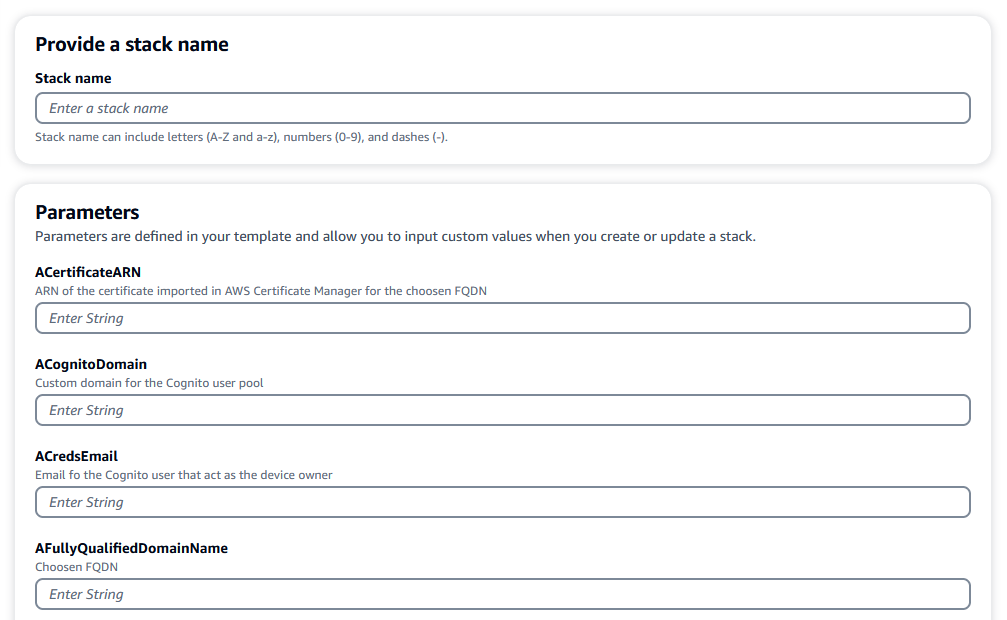 Provide a stack name
Stack name
Enter a stack name
Stack name can include letters (A-Z and a-z), numbers (0-9), and dashes (-).
Parameters
Parameters are defined in your template and allow you to input custom values when you create or update a stack.
ACertificateARN
ARN of the certificate imported in AWS Certificate Manager for the choosen FQDN
Enter String
ACognitoDomain
Custom domain for the Cognito user pool
Enter String
ACredsEmail
Email fo the Cognito user that act as the device owner
Enter String
AFullyQualifiedDomainName
Choosen FQDN
Enter String